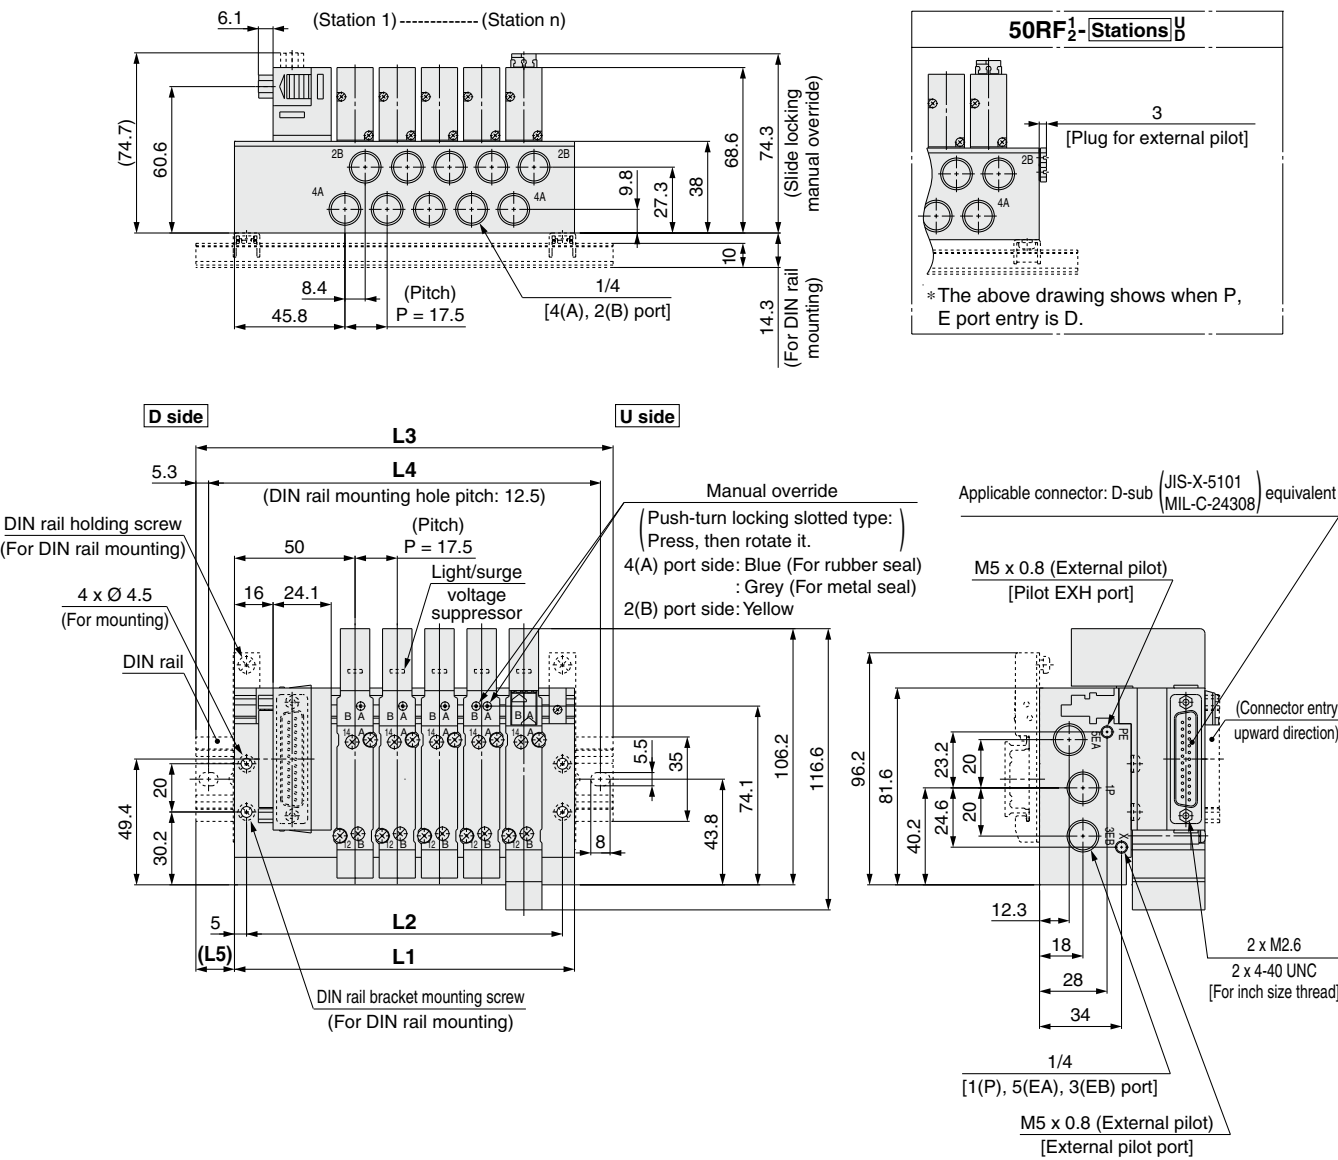 6.1
(Station 1)
(Station n)
(74.7)
60.6
2B
2B
4A
4A
9.8
27.3
38
68.6
74.3
(Slide locking
manual override)
10
14.3
(For DIN rail
mounting)
8.4
45.8
(Pitch)
P = 17.5
1/4
[4(A), 2(B) port]
50RF1/2-Stations U/D
3
[Plug for external pilot]
2B
4A
*The above drawing shows when P,
E port entry is D.
D side
U side
L3
5.3
L4
(DIN rail mounting hole pitch: 12.5)
DIN rail holding screw
(For DIN rail mounting)
(Pitch)
P = 17.5
50
16
24.1
Light/surge
voltage
suppressor
4 x Ø 4.5
(For mounting)
DIN rail
Manual override
(Push-turn locking slotted type:
Press, then rotate it.)
4(A) port side: Blue (For rubber seal)
: Grey (For metal seal)
2(B) port side: Yellow
B A
B A
B A
B A
B A
14 A
14 A
14 A
14 A
14 A
12 B
12 B
12 B
12 B
12 B
49.4
20
30.2
5.5
35
8
43.8
74.1
106.2
116.6
5
L2
(L5)
L1
DIN rail bracket mounting screw
(For DIN rail mounting)
Applicable connector: D-sub (JIS-X-5101
MIL-C-24308) equivalent
M5 x 0.8 (External pilot)
[Pilot EXH port]
(Connector entry
upward direction)
96.2
81.6
23.2
20
24.6
20
40.2
5EA
PE
1P
3EB
X
12.3
18
28
34
2 x M2.6
2 x 4-40 UNC
[For inch size thread]
1/4
[1(P), 5(EA), 3(EB) port]
M5 x 0.8 (External pilot)
[External pilot port]